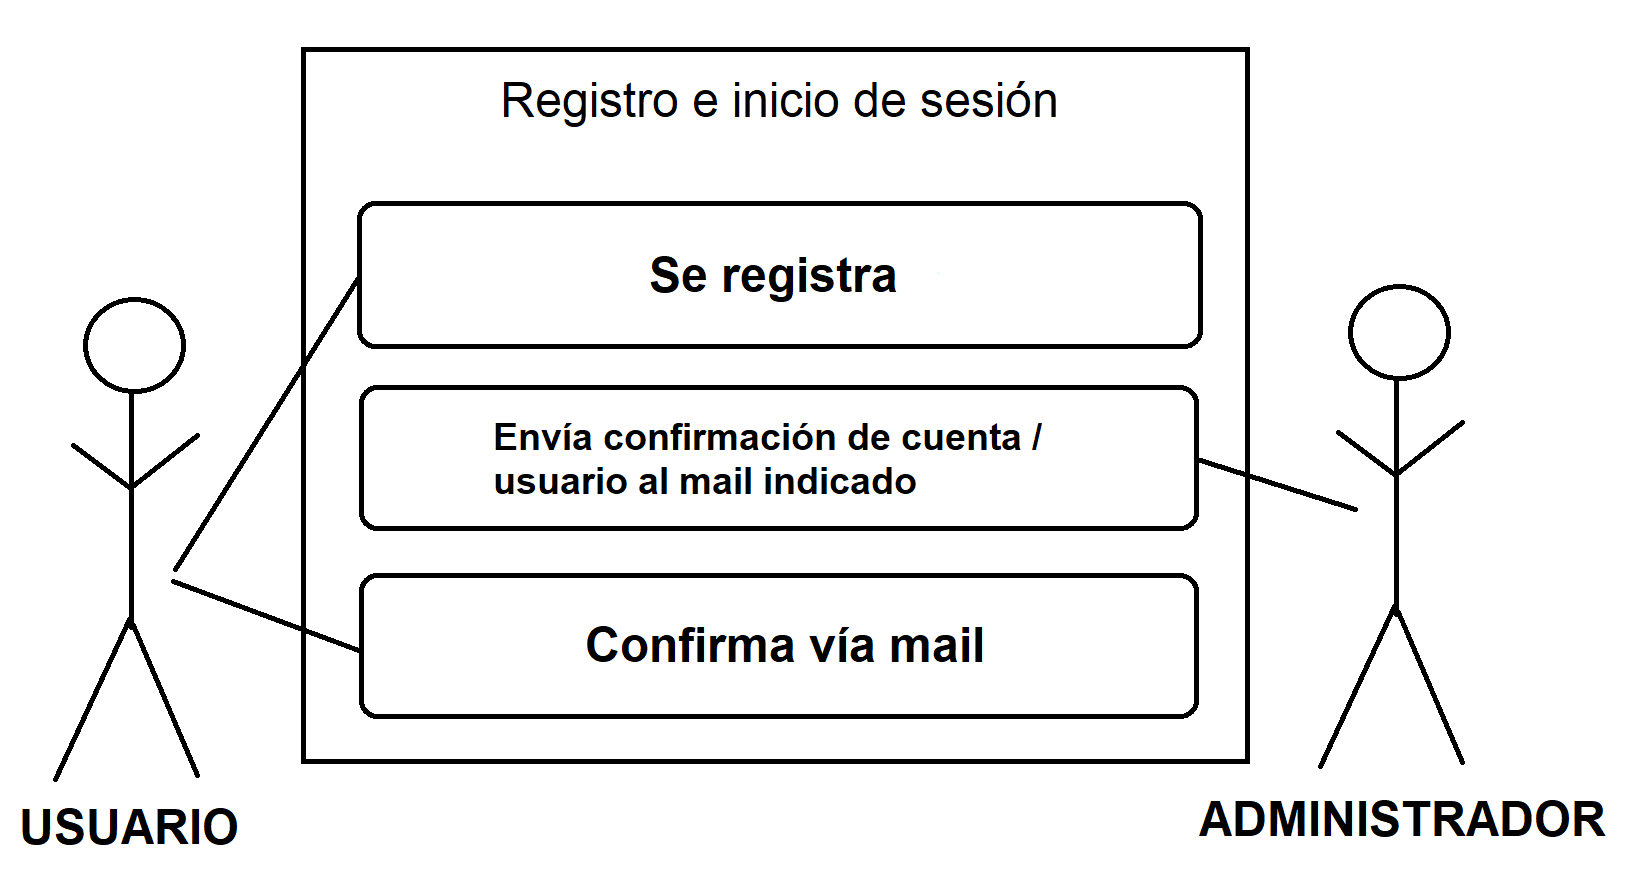 Registro e inicio de sesión
Se registra
Envía confirmación de cuenta /
usuario al mail indicado
Confirma vía mail
USUARIO
ADMINISTRADOR